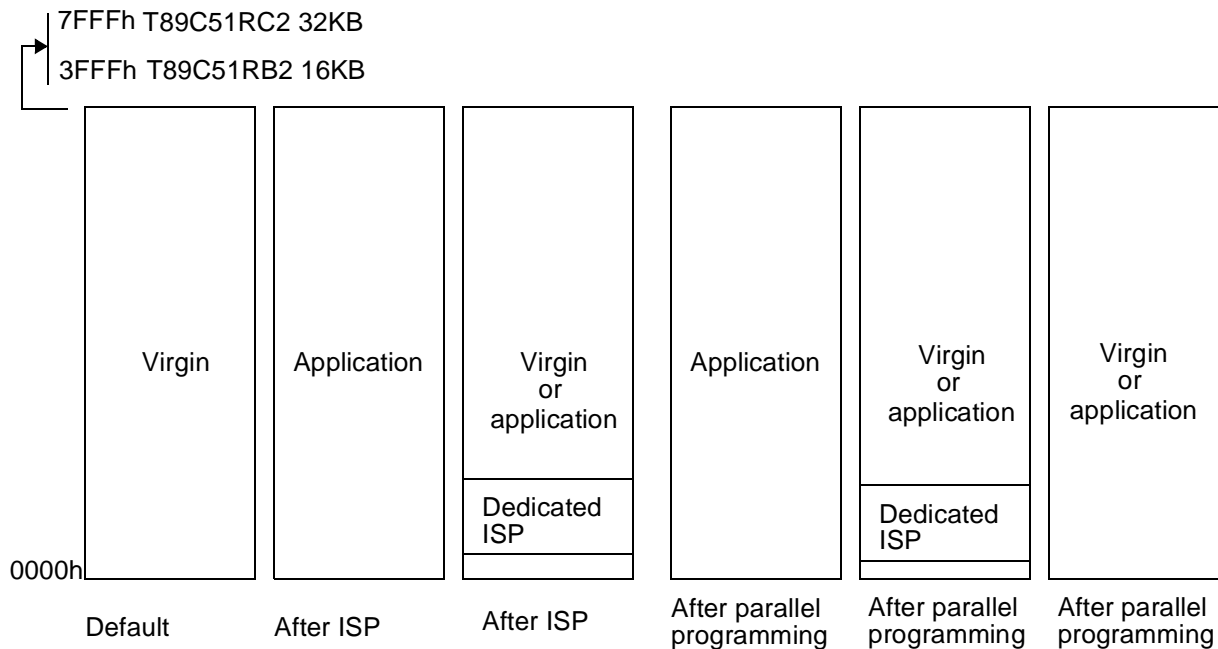 7FFFh T89C51RC2 32KB
3FFFh T89C51RB2 16KB
Virgin
Application
Virgin
or
application
Dedicated
ISP
Application
Virgin
or
application
Dedicated
ISP
Virgin
or
application
0000h
Default
After ISP
After ISP
After parallel
programming
After parallel
programming
After parallel
programming